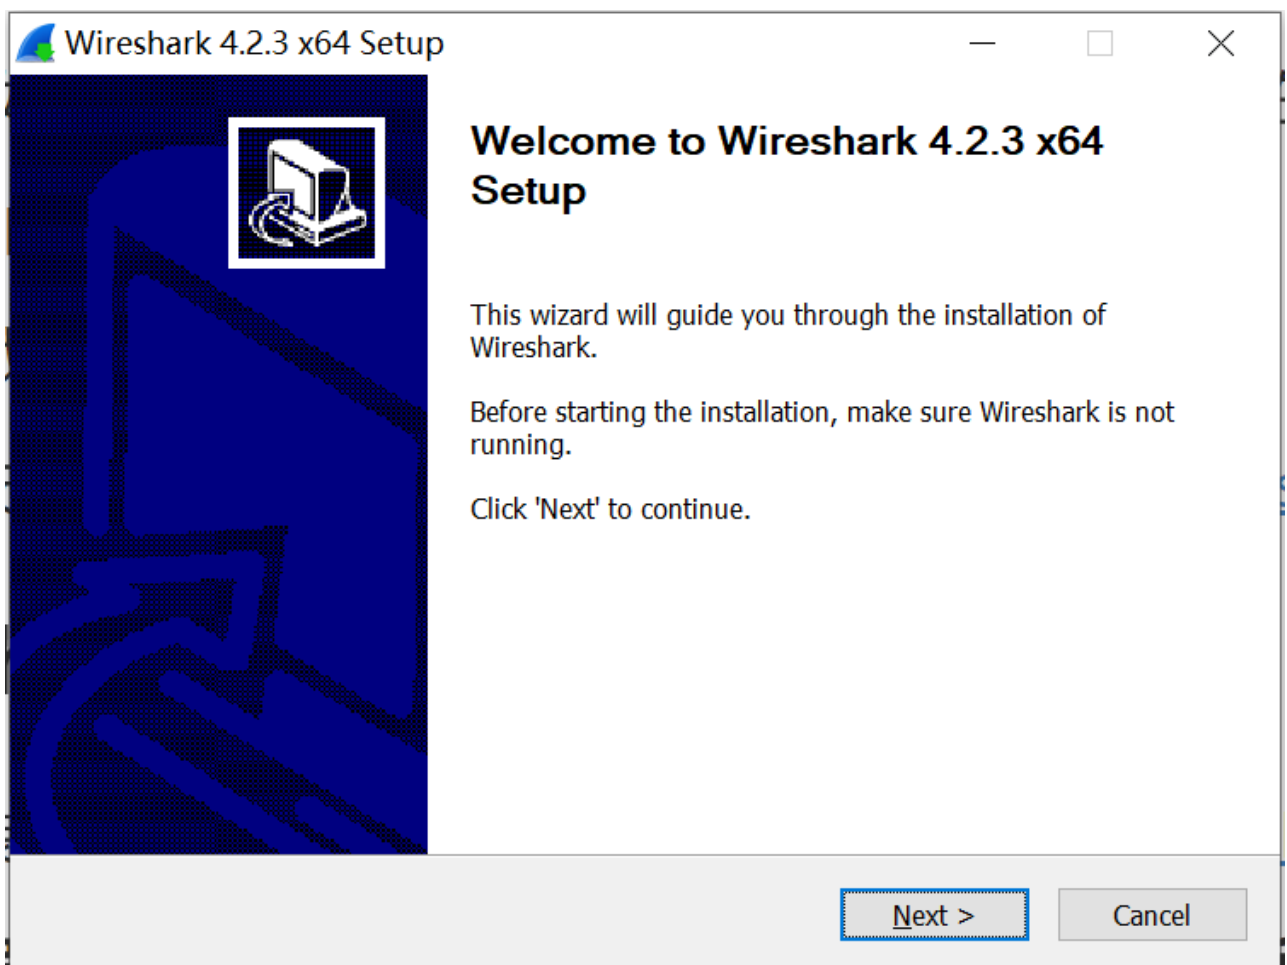 Wireshark 4.2.3 x64 Setup
Welcome to Wireshark 4.2.3 x64
Setup
This wizard will guide you through the installation of
Wireshark.
Before starting the installation, make sure Wireshark is not
running.
Click 'Next' to continue.
Next >
Cancel